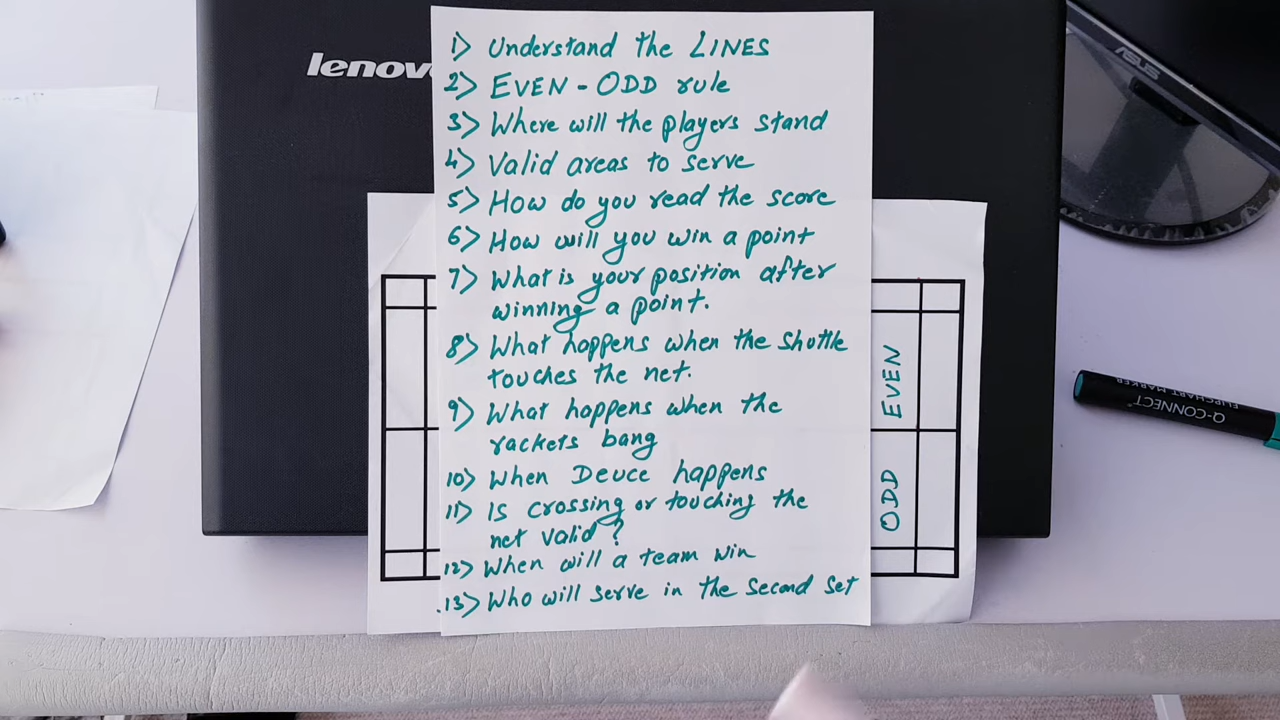 lenovo
ASUS
1) Understand the LINES
2) EVEN - ODD rule
3) Where will the players stand
4) Valid areas to serve
5) How do you read the score
6) How will you win a point
7) What is your position after
winning a point.
8) What happens when the shuttle
touches the net.
9) What happens when the
rackets bang
10) When Deuce happens
11) Is crossing or touching the
net valid?
12) When will a team win
13) Who will serve in the second set
EVEN
ODD
Q-CONNECT
FLIPCHART MARKER